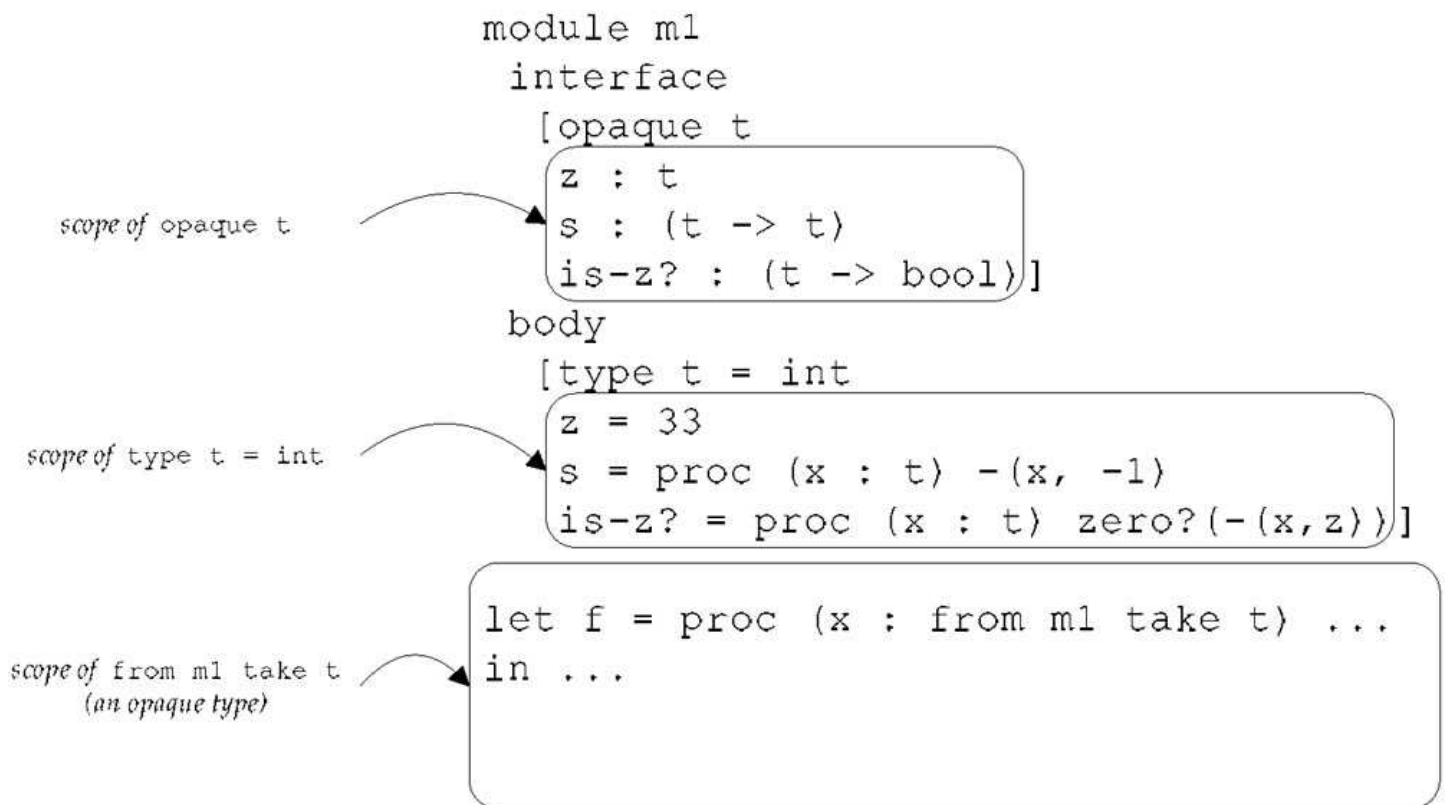 module m1
interface
[opaque t
z : t
s : (t -> t)
is-z? : (t -> bool)]
scope of opaque t
body
[type t = int
z = 33
s = proc (x : t) -(x, -1)
is-z? = proc (x : t) zero?(-(x,z))]
scope of type t = int
let f = proc (x : from m1 take t) ...
in ...
scope of from m1 take t
(an opaque type)